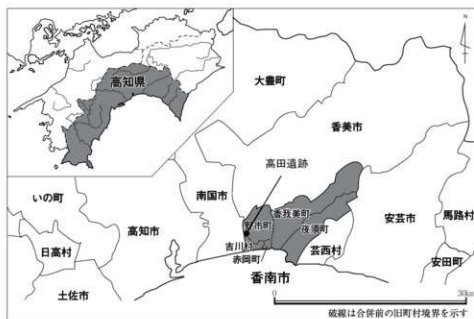 高知県
N
大豊町
香美市
高田遺跡
南国市
香我美町
いの町
野市町
夜須町
安芸市
馬路村
高知市
日高村
吉川村
芸西村
赤岡町
安田町
香南市
土佐市
0
30km
破線は合併前の旧町村境界を示す